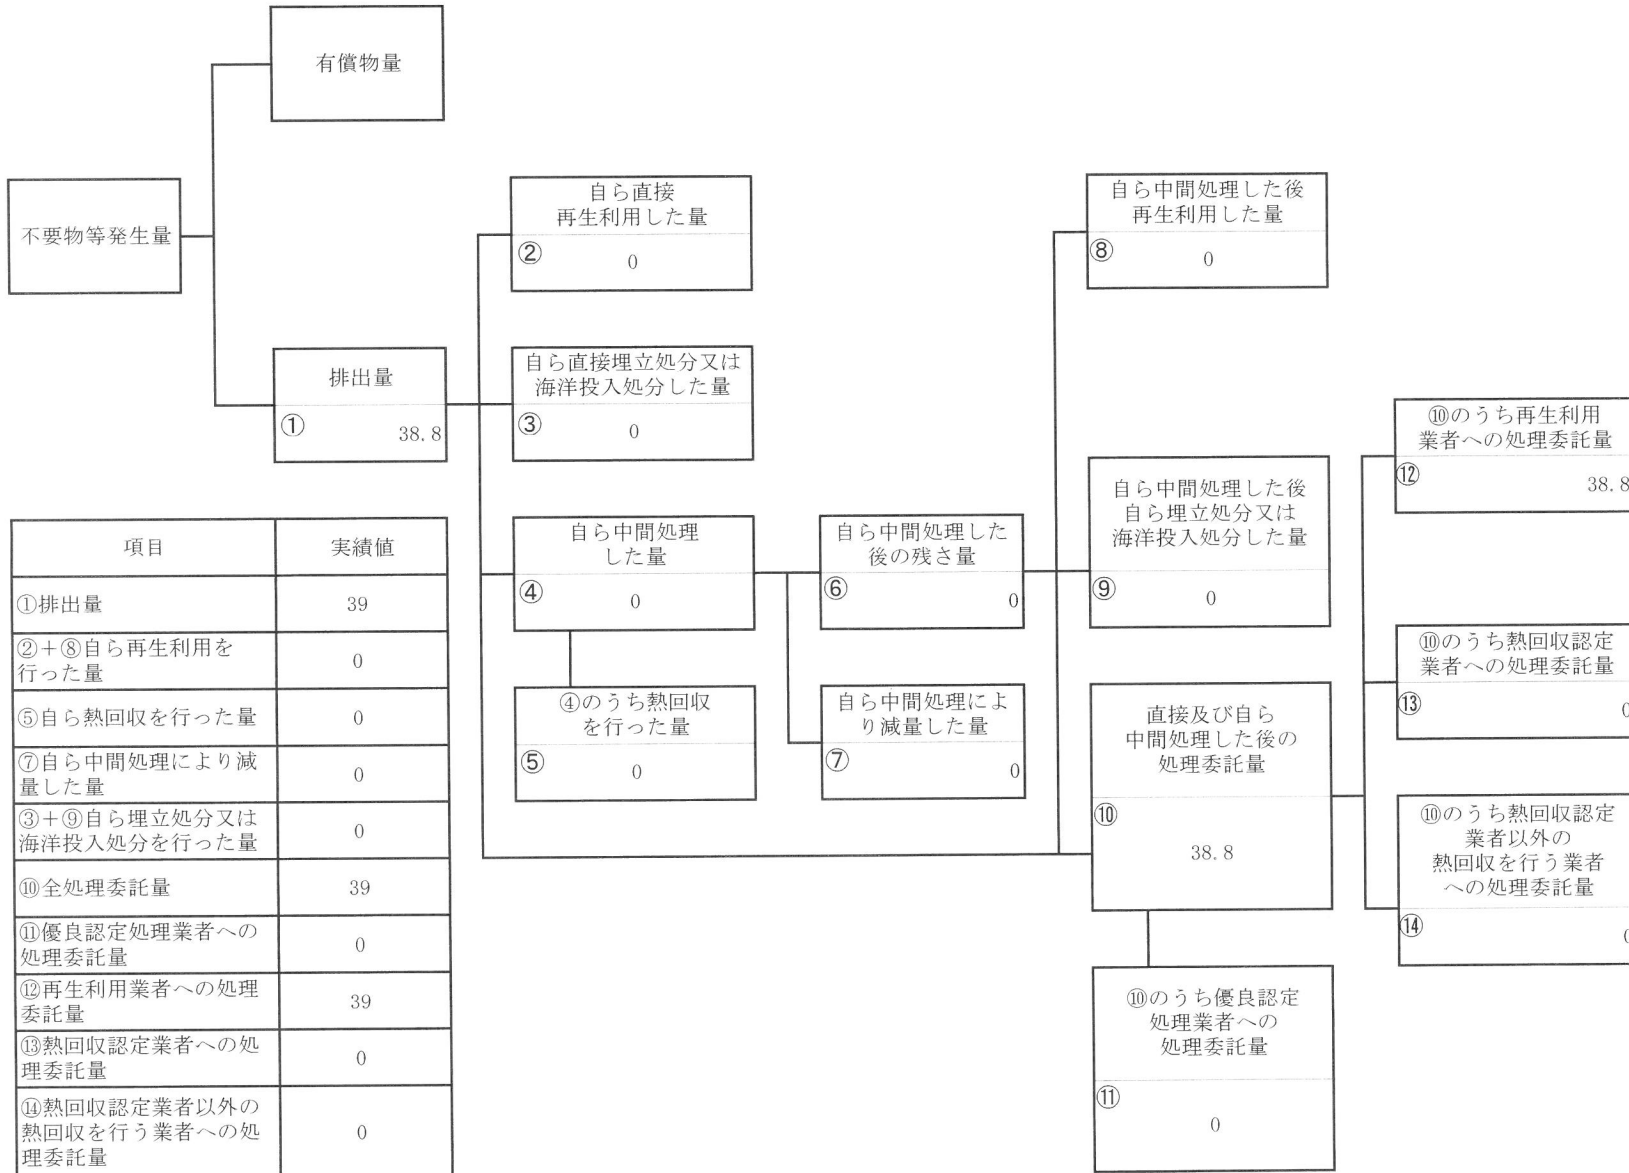 有償物量
不要物等発生量
排出量
①
38.8
自ら直接
再生利用した量
②
0
自ら直接埋立処分又は
海洋投入処分した量
③
0
自ら中間処理
した量
④
0
④のうち熱回収
を行った量
⑤
0
自ら中間処理した
後の残さ量
⑥
0
自ら中間処理によ
り減量した量
⑦
0
自ら中間処理した後
再生利用した量
⑧
0
自ら中間処理した後
自ら埋立処分又は
海洋投入処分した量
⑨
0
直接及び自ら
中間処理した後の
処理委託量
⑩
38.8
⑩のうち優良認定
処理業者への
処理委託量
⑪
0
⑩のうち再生利用
業者への処理委託量
⑫
38.8
⑩のうち熱回収認定
業者への処理委託量
⑬
0
⑩のうち熱回収認定
業者以外の
熱回収を行う業者
への処理委託量
⑭
0
項目
実績値
①排出量
39
②+⑧自ら再生利用を
行った量
0
⑤自ら熱回収を行った量
0
⑦自ら中間処理により減
量した量
0
③+⑨自ら埋立処分又は
海洋投入処分を行った量
0
⑩全処理委託量
39
⑪優良認定処理業者への
処理委託量
0
⑫再生利用業者への処理
委託量
39
⑬熱回収認定業者への処
理委託量
0
⑭熱回収認定業者以外の
熱回収を行う業者への処
理委託量
0